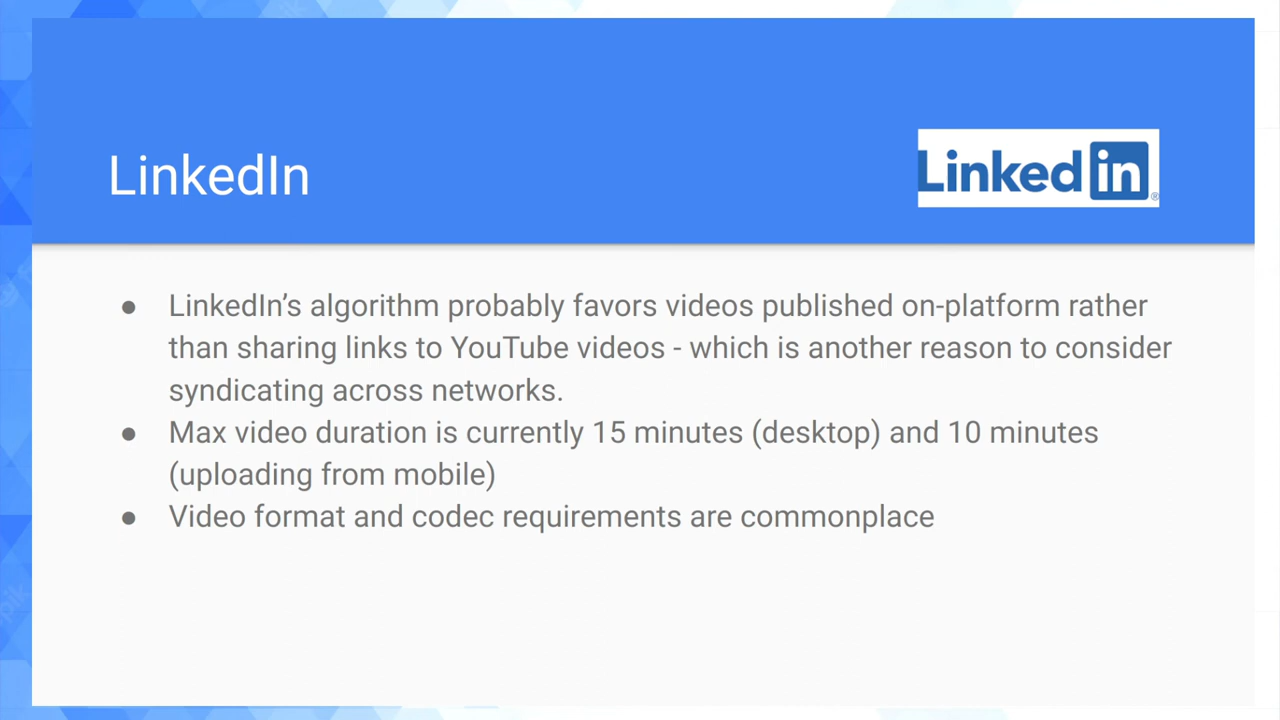 LinkedIn
Linked in ®
● LinkedIn’s algorithm probably favors videos published on-platform rather
than sharing links to YouTube videos - which is another reason to consider
syndicating across networks.
● Max video duration is currently 15 minutes (desktop) and 10 minutes
(uploading from mobile)
● Video format and codec requirements are commonplace